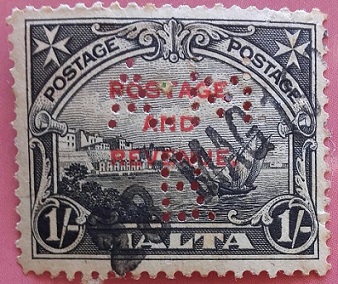 POSTAGE POSTAGE
POSTAGE
AND
REVENUE.
1/- MALTA 1/-